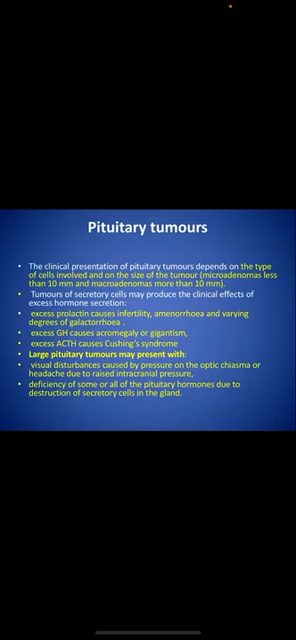 Pituitary tumours
• The clinical presentation of pituitary tumours depends on the type
of cells involved and on the size of the tumour (microadenomas less
than 10 mm and macroadenomas more than 10 mm).
• Tumours of secretory cells may produce the clinical effects of
excess hormone secretion:
• excess prolactin causes infertility, amenorrhoea and varying
degrees of galactorrhoea .
• excess GH causes acromegaly or gigantism,
• excess ACTH causes Cushing's syndrome
• Large pituitary tumours may present with:
• visual disturbances caused by pressure on the optic chiasma or
headache due to raised intracranial pressure,
• deficiency of some or all of the pituitary hormones due to
destruction of secretory cells in the gland.